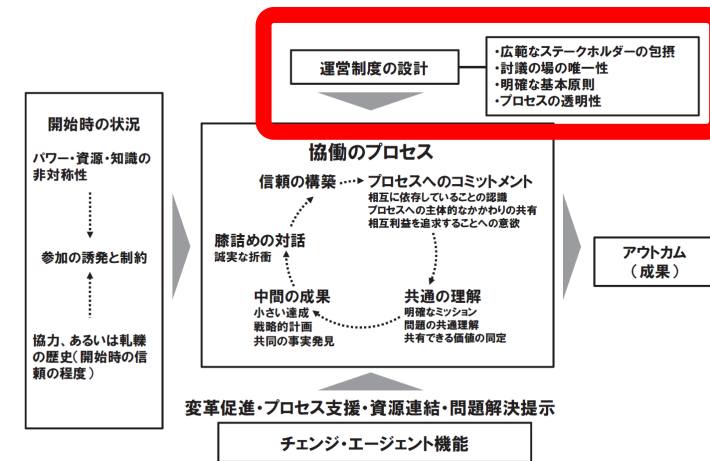 運営制度の設計
・広範なステークホルダーの包摂
・討議の場の唯一性
・明確な基本原則
・プロセスの透明性
開始時の状況
パワー・資源・知識の
非対称性
参加の誘発と制約
協力、あるいは軋轢
の歴史(開始時の信
頼の程度)
協働のプロセス
信頼の構築
プロセスへのコミットメント
相互に依存していることの認識
プロセスへの主体的なかかわりの共有
相互利益を追求することへの意欲
膝詰めの対話
誠実な折衝
中間の成果
小さい達成
戦略的計画
共同の事実発見
共通の理解
明確なミッション
問題の共通理解
共有できる価値の同定
アウトカム
(成果)
変革促進・プロセス支援・資源連結・問題解決提示
チェンジ・エージェント機能